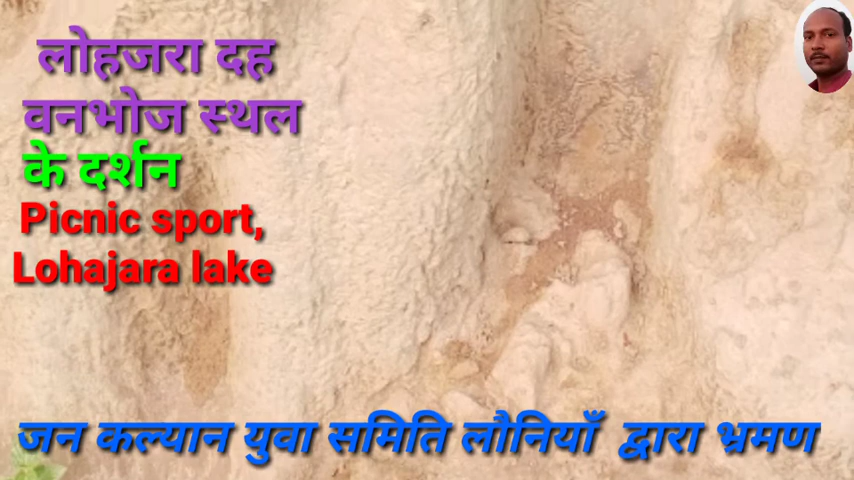 लोहजरा दह
वनभोज स्थल
के दर्शन
Picnic sport,
Lohajara lake
जन कल्यान युवा समिति लौनियाँ द्वारा भ्रमण